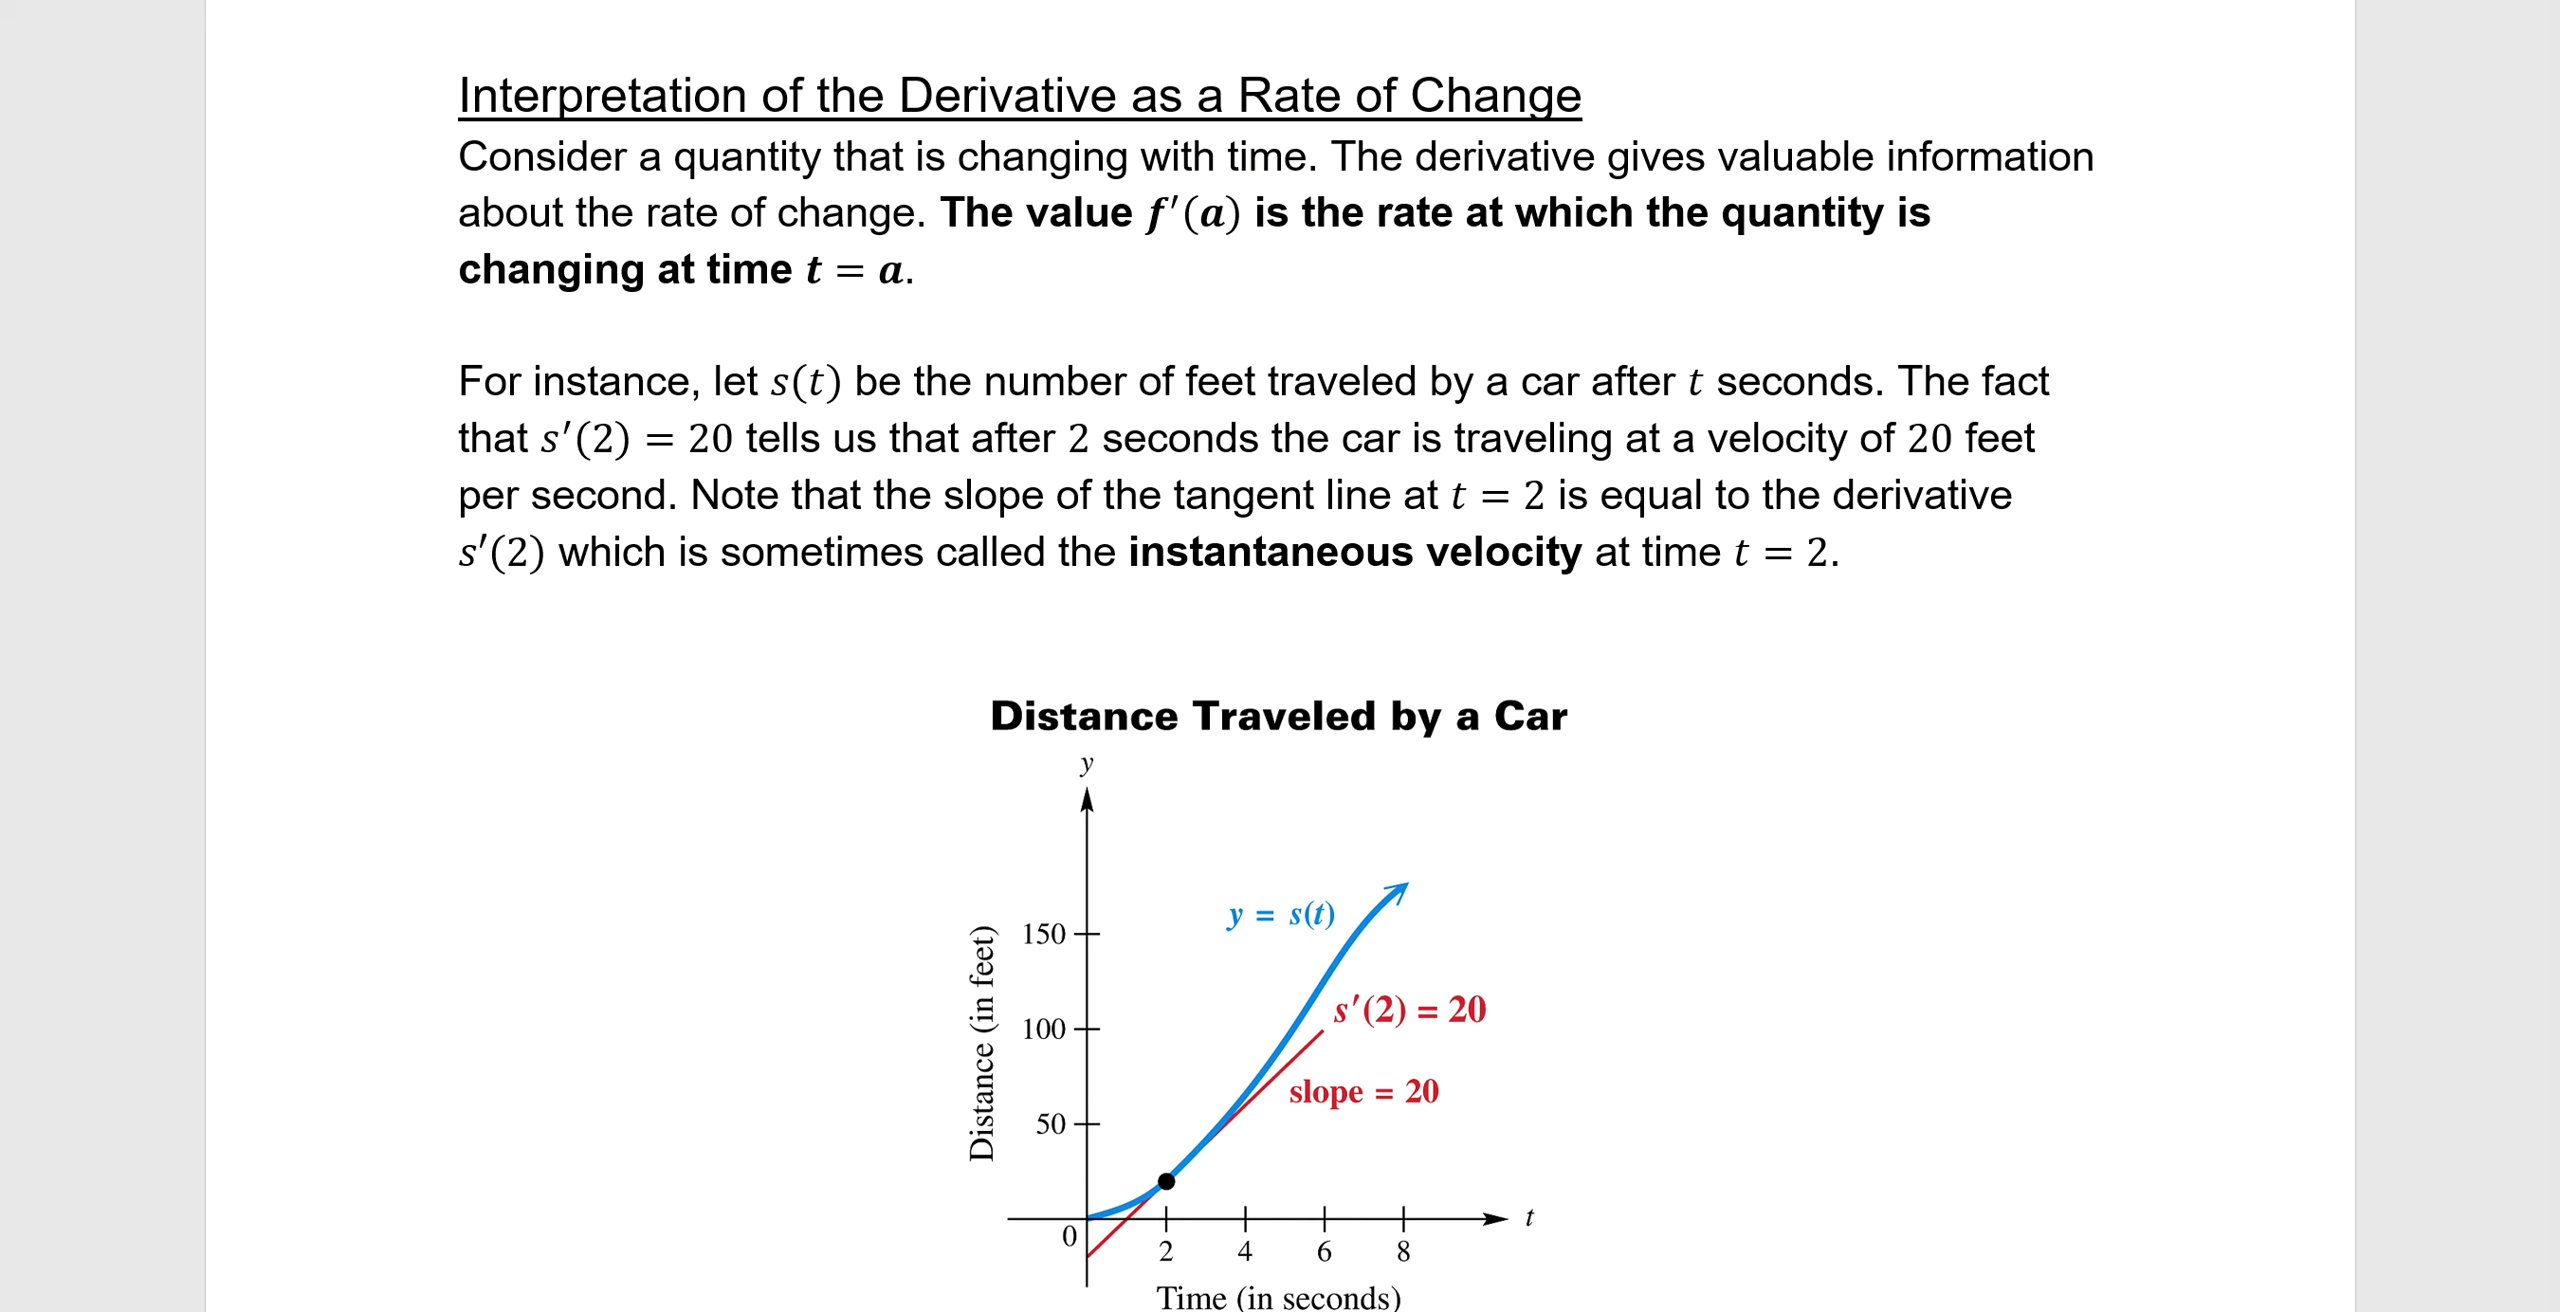 Interpretation of the Derivative as a Rate of Change
Consider a quantity that is changing with time. The derivative gives valuable information
about the rate of change. The value f′(a) is the rate at which the quantity is
changing at time t = a.
For instance, let s(t) be the number of feet traveled by a car after t seconds. The fact
that s′(2) = 20 tells us that after 2 seconds the car is traveling at a velocity of 20 feet
per second. Note that the slope of the tangent line at t = 2 is equal to the derivative
s′(2) which is sometimes called the instantaneous velocity at time t = 2.
Distance Traveled by a Car
y
y = s(t)
150
s′(2) = 20
100
slope = 20
50
Distance (in feet)
t
0
2 4 6 8
Time (in seconds)